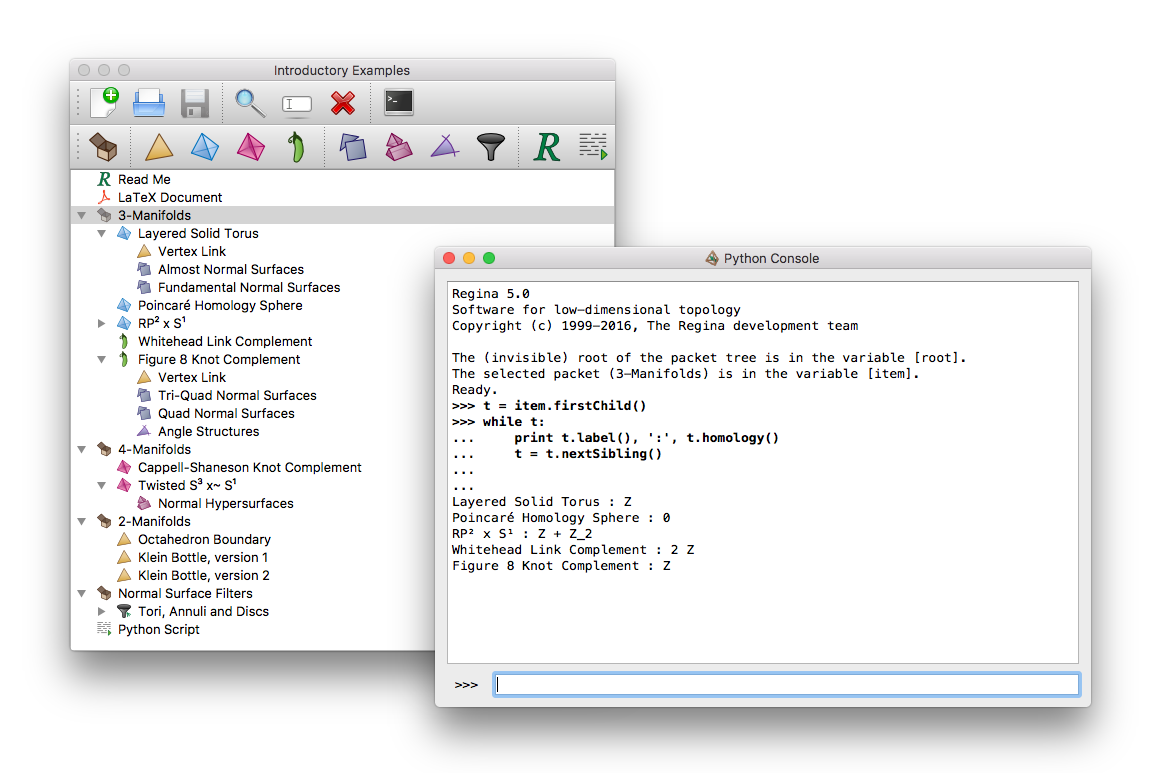 Introductory Examples
R
Read Me
LaTeX Document
3-Manifolds
Layered Solid Torus
Vertex Link
Almost Normal Surfaces
Fundamental Normal Surfaces
Poincaré Homology Sphere
RP² x S¹
Whitehead Link Complement
Figure 8 Knot Complement
Vertex Link
Tri-Quad Normal Surfaces
Quad Normal Surfaces
Angle Structures
4-Manifolds
Cappell-Shaneson Knot Complement
Twisted S³ x~ S¹
Normal Hypersurfaces
2-Manifolds
Octahedron Boundary
Klein Bottle, version 1
Klein Bottle, version 2
Normal Surface Filters
Tori, Annuli and Discs
Python Script
Python Console
Regina 5.0
Software for low-dimensional topology
Copyright (c) 1999-2016, The Regina development team
The (invisible) root of the packet tree is in the variable [root].
The selected packet (3-Manifolds) is in the variable [item].
Ready.
>>> t = item.firstChild()
>>> while t:
...     print t.label(), ':', t.homology()
...     t = t.nextSibling()
...
...
Layered Solid Torus : Z
Poincaré Homology Sphere : 0
RP² x S¹ : Z + Z_2
Whitehead Link Complement : 2 Z
Figure 8 Knot Complement : Z
>>>